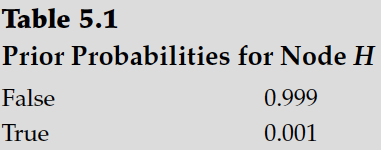 Table 5.1
Prior Probabilities for Node H
False 0.999
True 0.001